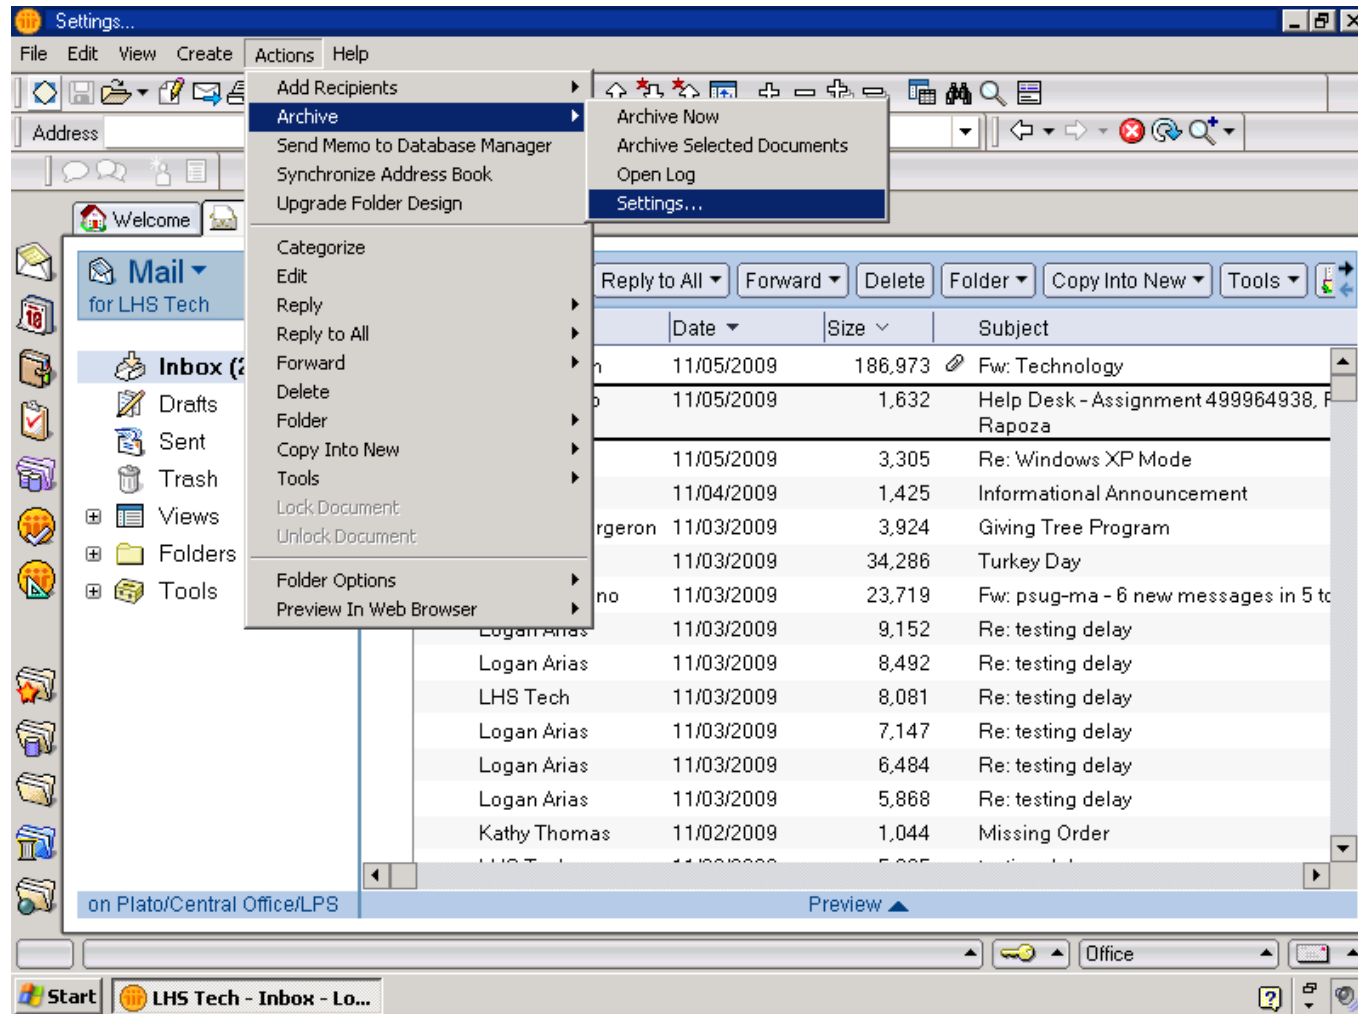 Settings...
File Edit View Create Actions Help
Address
Add Recipients
Archive
Send Memo to Database Manager
Synchronize Address Book
Upgrade Folder Design
Categorize
Edit
Reply
Reply to All
Forward
Delete
Folder
Copy Into New
Tools
Lock Document
Unlock Document
Folder Options
Preview In Web Browser
Archive Now
Archive Selected Documents
Open Log
Settings...
Welcome
Mail
for LHS Tech
Inbox (2
Drafts
Sent
Trash
Views
Folders
Tools
on Plato/Central Office/LPS
Reply to All Forward Delete Folder Copy Into New Tools
Date Size Subject
11/05/2009 186,973 Fw: Technology
11/05/2009 1,632 Help Desk - Assignment 499964938,
Rapoza
11/05/2009 3,305 Re: Windows XP Mode
11/04/2009 1,425 Informational Announcement
rgeron 11/03/2009 3,924 Giving Tree Program
11/03/2009 34,286 Turkey Day
no 11/03/2009 23,719 Fw: psug-ma - 6 new messages in 5 to
Logan Arias 11/03/2009 9,152 Re: testing delay
Logan Arias 11/03/2009 8,492 Re: testing delay
LHS Tech 11/03/2009 8,081 Re: testing delay
Logan Arias 11/03/2009 7,147 Re: testing delay
Logan Arias 11/03/2009 6,484 Re: testing delay
Logan Arias 11/03/2009 5,868 Re: testing delay
Kathy Thomas 11/02/2009 1,044 Missing Order
Preview
Office
Start LHS Tech - Inbox - Lo...